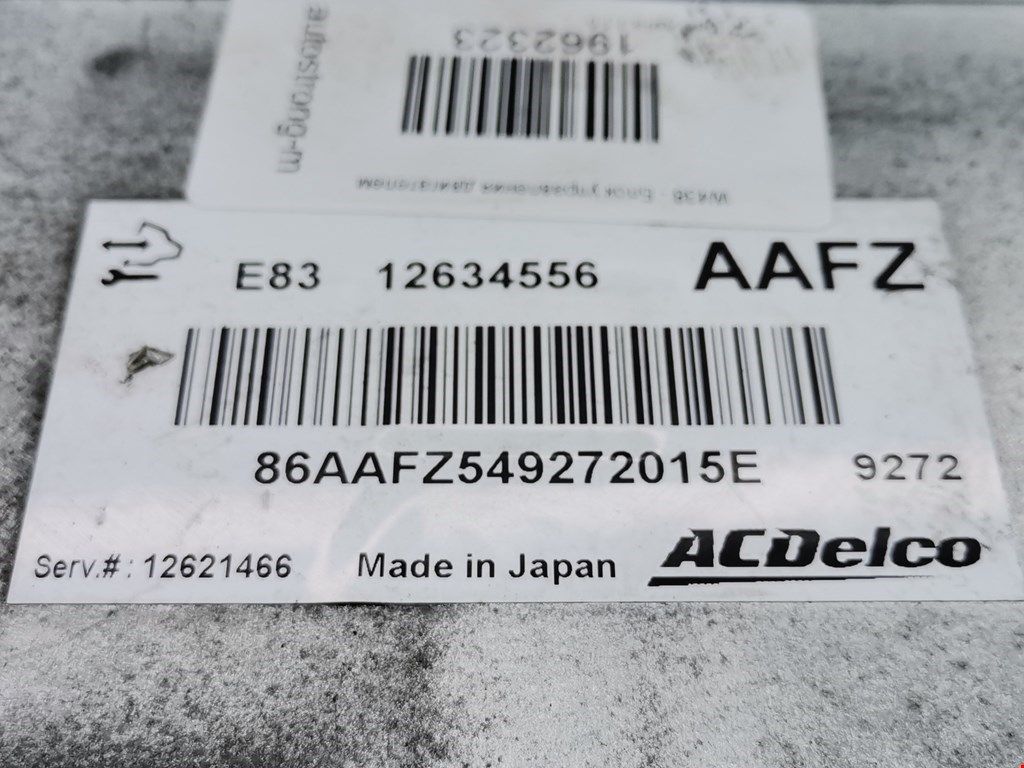 autostrong-m
1962323
E83 12634556 AAFZ
86AAFZ549272015E 9272
Serv.#: 12621466 Made in Japan ACDelco
Блок управления двигателем